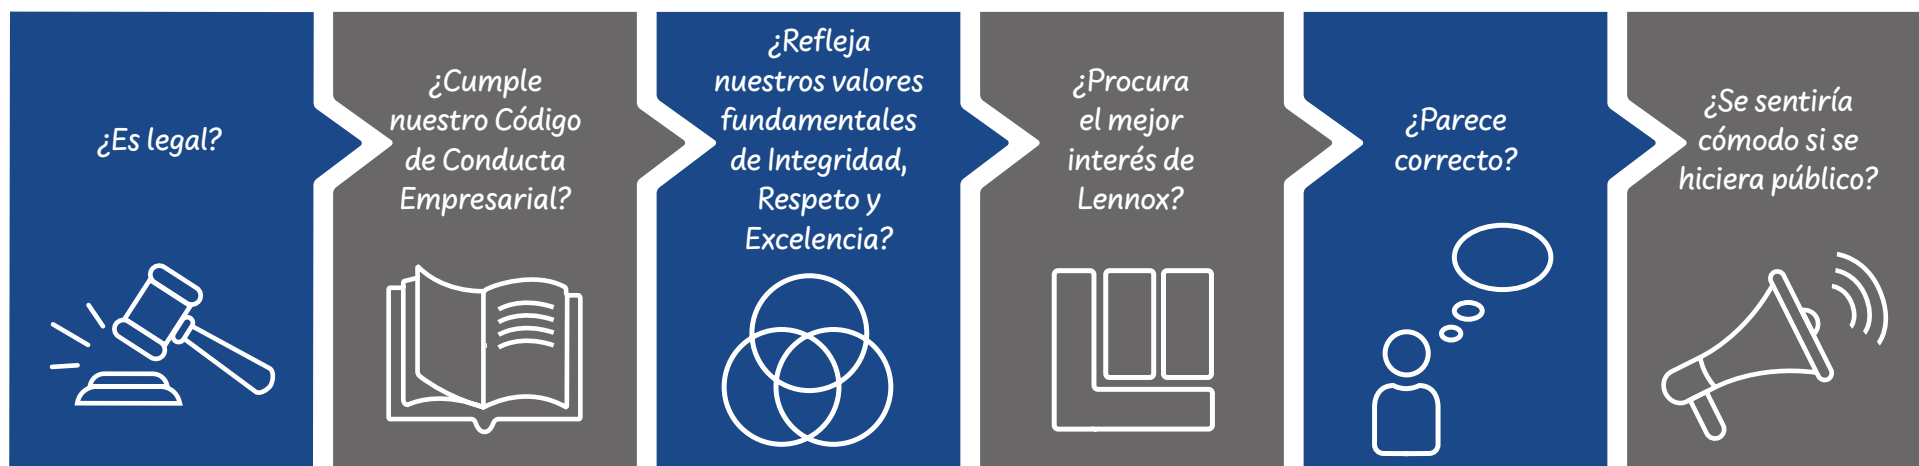 ¿Es legal?
¿Cumple
nuestro Código
de Conducta
Empresarial?
¿Refleja
nuestros valores
fundamentales
de Integridad,
Respeto y
Excelencia?
¿Procura
el mejor
interés de
Lennox?
¿Parece
correcto?
¿Se sentiría
cómodo si se
hiciera público?